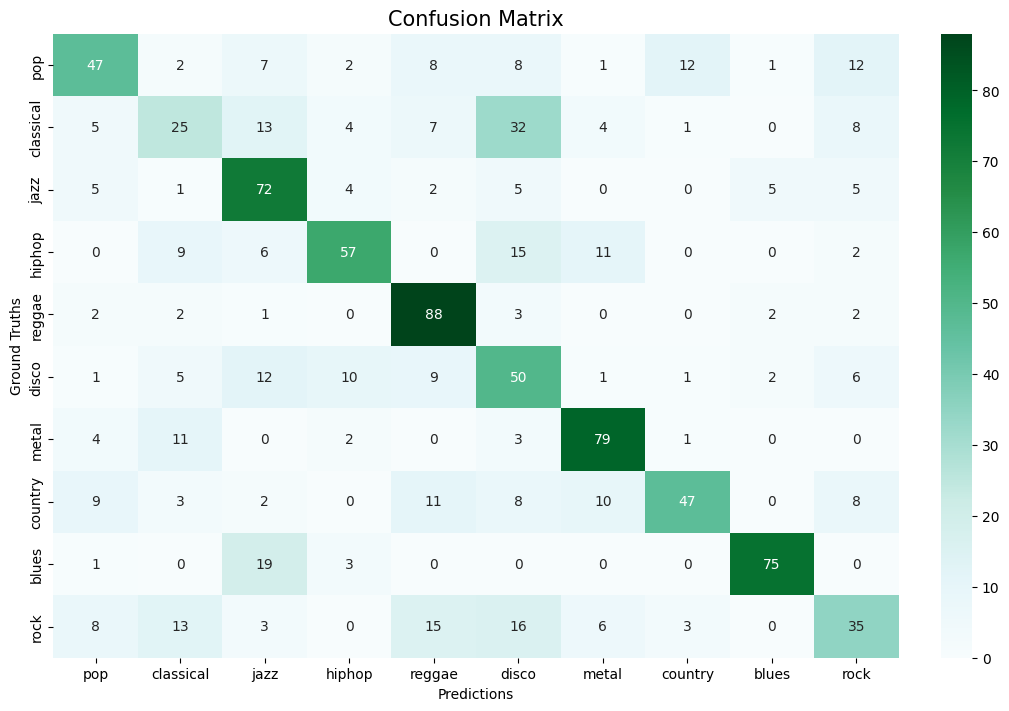 Confusion Matrix
pop 47 2 7 2 8 8 1 12 1 12
classical 5 25 13 4 7 32 4 1 0 8
jazz 5 1 72 4 2 5 0 0 5 5
hiphop 0 9 6 57 0 15 11 0 0 2
reggae 2 2 1 0 88 3 0 0 2 2
disco 1 5 12 10 9 50 1 1 2 6
metal 4 11 0 2 0 3 79 1 0 0
country 9 3 2 0 11 8 10 47 0 8
blues 1 0 19 3 0 0 0 0 75 0
rock 8 13 3 0 15 16 6 3 0 35
pop classical jazz hiphop reggae disco metal country blues rock
Predictions
Ground Truths
80
70
60
50
40
30
20
10
0